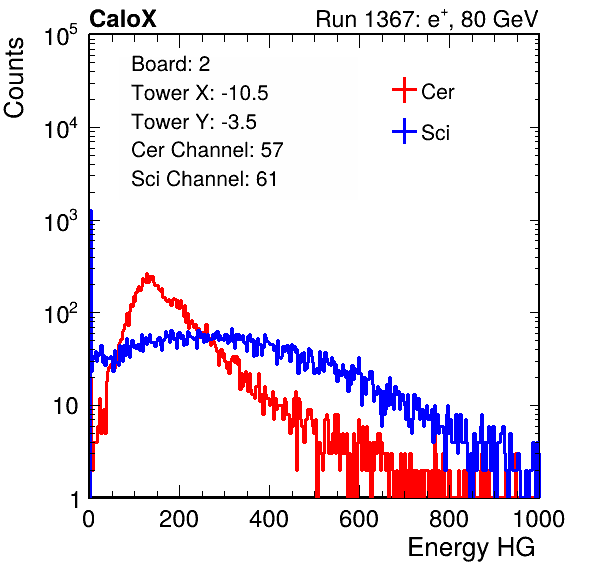 CaloX Run 1367: e⁺, 80 GeV
Counts
10⁵
10⁴
10³
10²
10
1
Board: 2
Tower X: -10.5
Tower Y: -3.5
Cer Channel: 57
Sci Channel: 61
Cer
Sci
0 200 400 600 800 1000
Energy HG